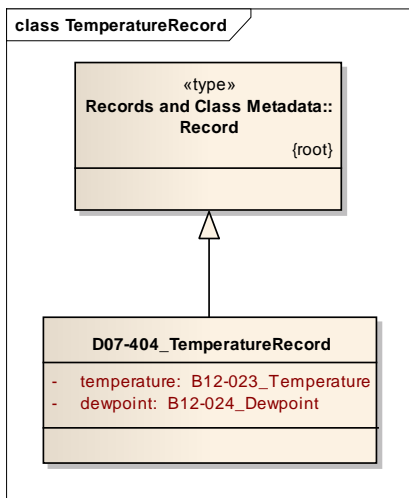 class TemperatureRecord
«type»
Records and Class Metadata::
Record
{root}
D07-404_TemperatureRecord
- temperature: B12-023_Temperature
- dewpoint: B12-024_Dewpoint